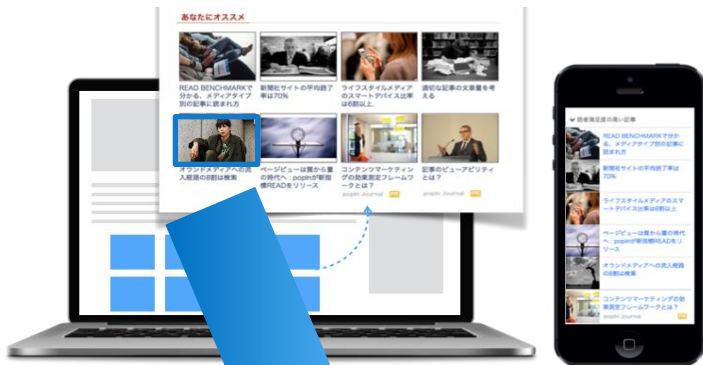 あなたにオススメ
READ BENCHMARKで
分かる、メディアタイプ
別の記事に読まれ方
新聞社サイトの平均読了
率は70%
ライフスタイルメディア
のスマートデバイス比率
は6割以上
適切な記事の文章量を考
える
オウンドメディアへの流
入経路の8割は検索
ページビューは質から量
の時代へ：popInが新指
標READをリリース
コンテンツマーケティン
グの効果測定フレームワ
ークとは？
popIn Journal
記事のビューアビリティ
とは？
popIn Journal
読者満足度の高い記事
READ BENCHMARKで分か
る、メディアタイプ別の記事に
読まれ方
新聞社サイトの平均読了率は
70%
ライフスタイルメディアのスマ
ートデバイス比率は6割以上
ページビューは質から量の時代
へ：popInが新指標READをリ
リース
オウンドメディアへの流入経路
の8割は検索
コンテンツマーケティングの効
果測定フレームワークとは？
popIn Journal